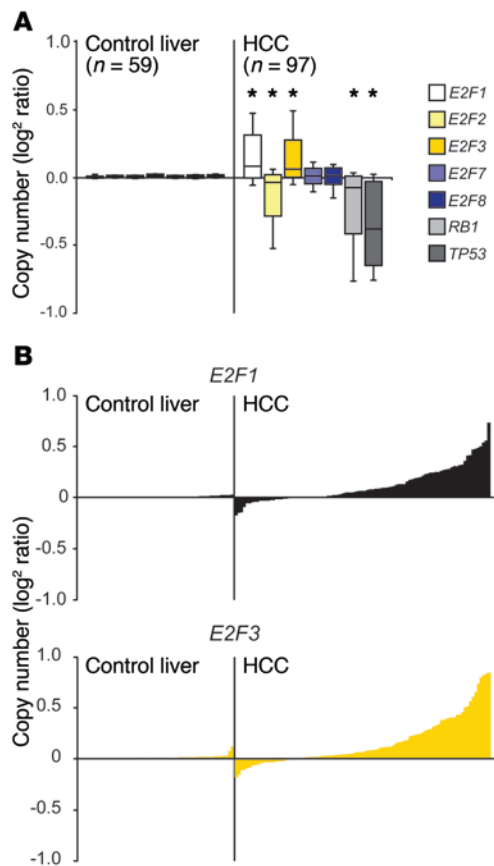 A
Control liver
(n = 59)
HCC
(n = 97)
Copy number (log² ratio)
1.0
0.5
0.0
-0.5
-1.0
* * * * *
E2F1
E2F2
E2F3
E2F7
E2F8
RB1
TP53
B
E2F1
Control liver
HCC
1.0
0.5
0
-0.5
-1.0
Copy number (log² ratio)
E2F3
Control liver
HCC
1.0
0.5
0
-0.5
-1.0